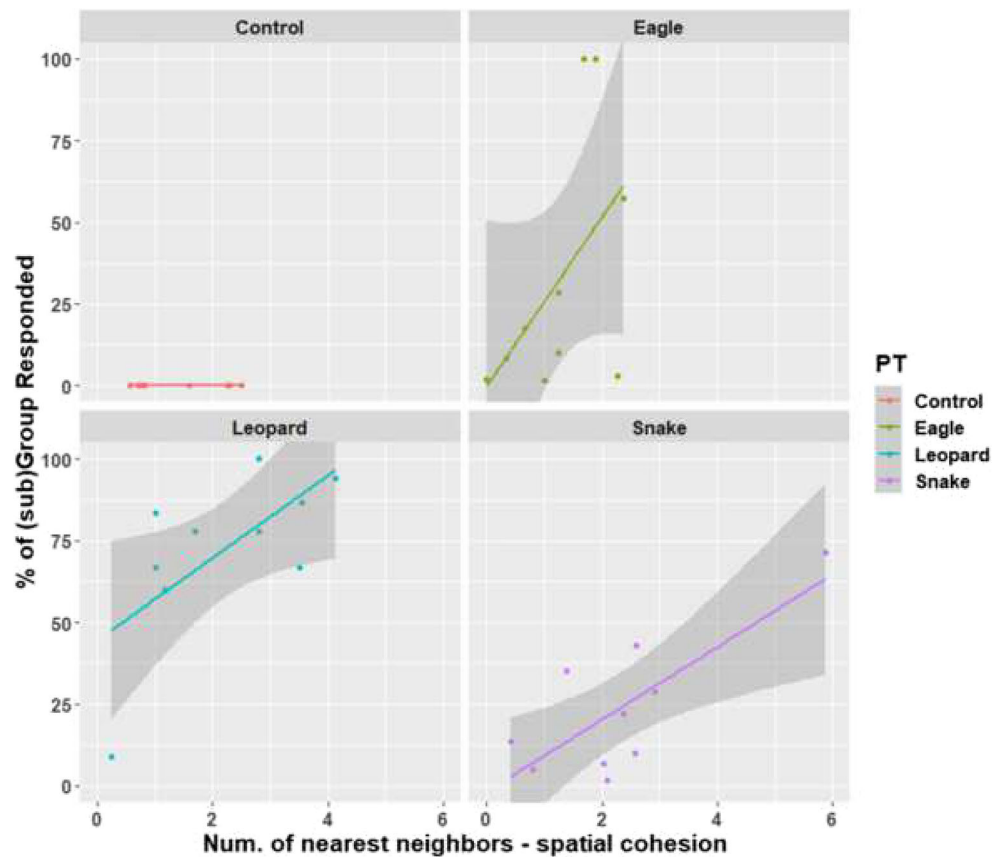 Control
Eagle
100
75
50
25
0
Leopard
Snake
100
75
50
25
0
0
2
4
6
0
2
4
6
% of (sub)Group Responded
Num. of nearest neighbors - spatial cohesion
PT
Control
Eagle
Leopard
Snake